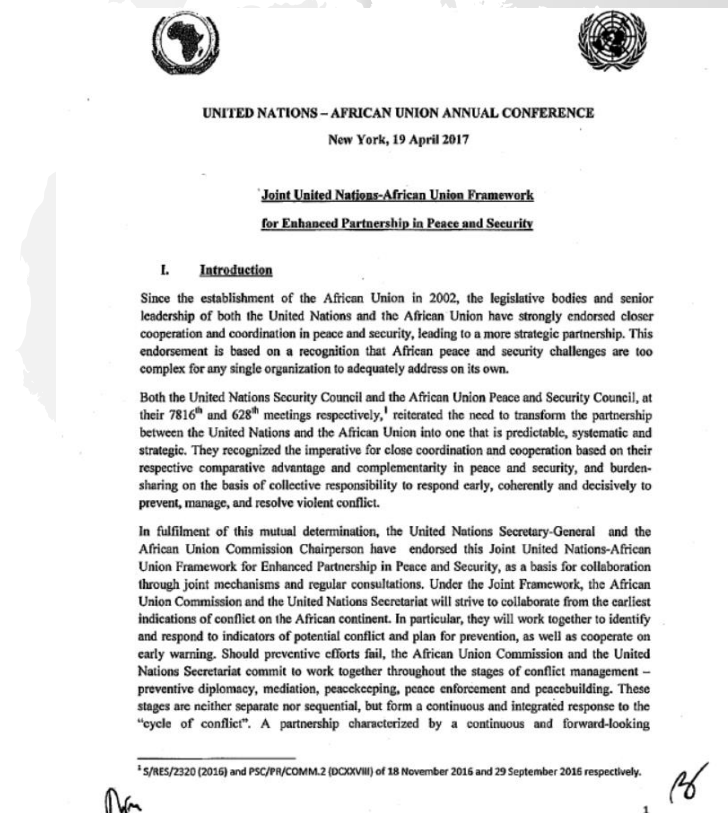 UNITED NATIONS – AFRICAN UNION ANNUAL CONFERENCE
New York, 19 April 2017
Joint United Nations-African Union Framework
for Enhanced Partnership in Peace and Security
I. Introduction
Since the establishment of the African Union in 2002, the legislative bodies and senior
leadership of both the United Nations and the African Union have strongly endorsed closer
cooperation and coordination in peace and security, leading to a more strategic partnership. This
endorsement is based on a recognition that African peace and security challenges are too
complex for any single organization to adequately address on its own.
Both the United Nations Security Council and the African Union Peace and Security Council, at
their 7816th and 628th meetings respectively,1 reiterated the need to transform the partnership
between the United Nations and the African Union into one that is predictable, systematic and
strategic. They recognized the imperative for close coordination and cooperation based on their
respective comparative advantage and complementarity in peace and security, and burden-
sharing on the basis of collective responsibility to respond early, coherently and decisively to
prevent, manage, and resolve violent conflict.
In fulfilment of this mutual determination, the United Nations Secretary-General and the
African Union Commission Chairperson have endorsed this Joint United Nations-African
Union Framework for Enhanced Partnership in Peace and Security, as a basis for collaboration
through joint mechanisms and regular consultations. Under the Joint Framework, the African
Union Commission and the United Nations Secretariat will strive to collaborate from the earliest
indications of conflict on the African continent. In particular, they will work together to identify
and respond to indicators of potential conflict and plan for prevention, as well as cooperate on
early warning. Should preventive efforts fail, the African Union Commission and the United
Nations Secretariat commit to work together throughout the stages of conflict management –
preventive diplomacy, mediation, peacekeeping, peace enforcement and peacebuilding. These
stages are neither separate nor sequential, but form a continuous and integrated response to the
“cycle of conflict”. A partnership characterized by a continuous and forward-looking
1 S/RES/2320 (2016) and PSC/PR/COMM.2 (DCXXVIII) of 18 November 2016 and 29 September 2016 respectively.
1